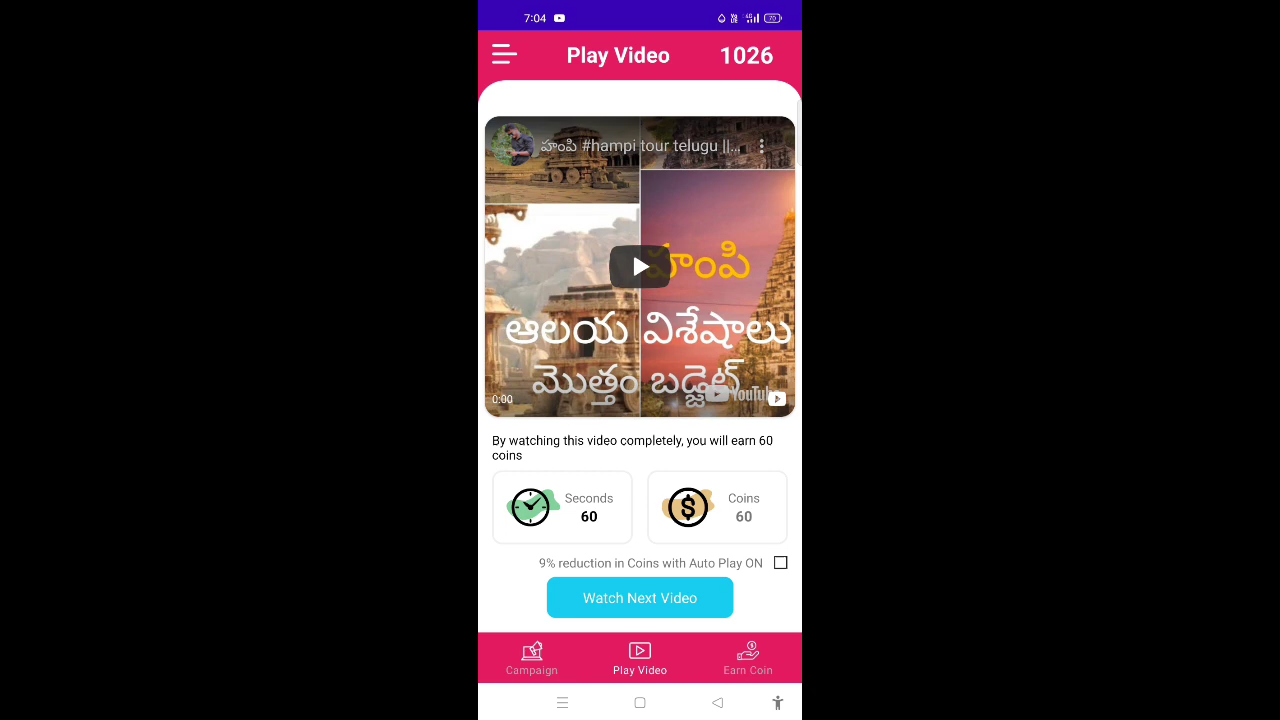 7:04
70
Play Video
1026
హంపి #hampi tour telugu ||...
హంపి
ఆలయ విశేషాలు
మొత్తం బడ్జెట్
YouTube
0:00
By watching this video completely, you will earn 60
coins
Seconds
60
Coins
60
9% reduction in Coins with Auto Play ON
Watch Next Video
Campaign
Play Video
Earn Coin